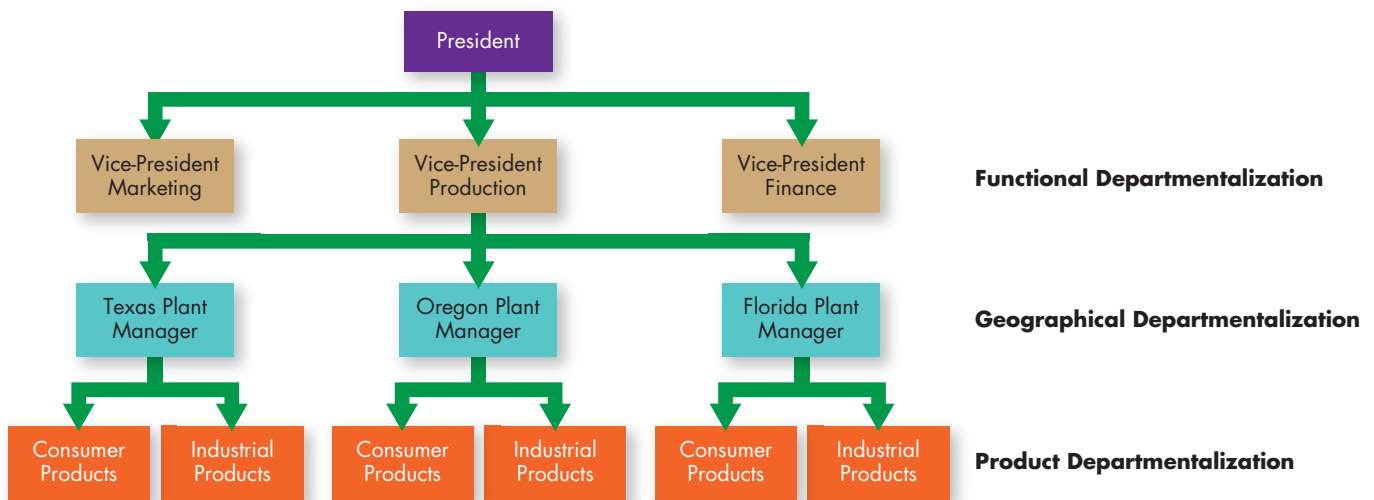 President
Vice-President
Marketing
Vice-President
Production
Vice-President
Finance
Functional Departmentalization
Texas Plant
Manager
Oregon Plant
Manager
Florida Plant
Manager
Geographical Departmentalization
Consumer
Products
Industrial
Products
Consumer
Products
Industrial
Products
Consumer
Products
Industrial
Products
Product Departmentalization